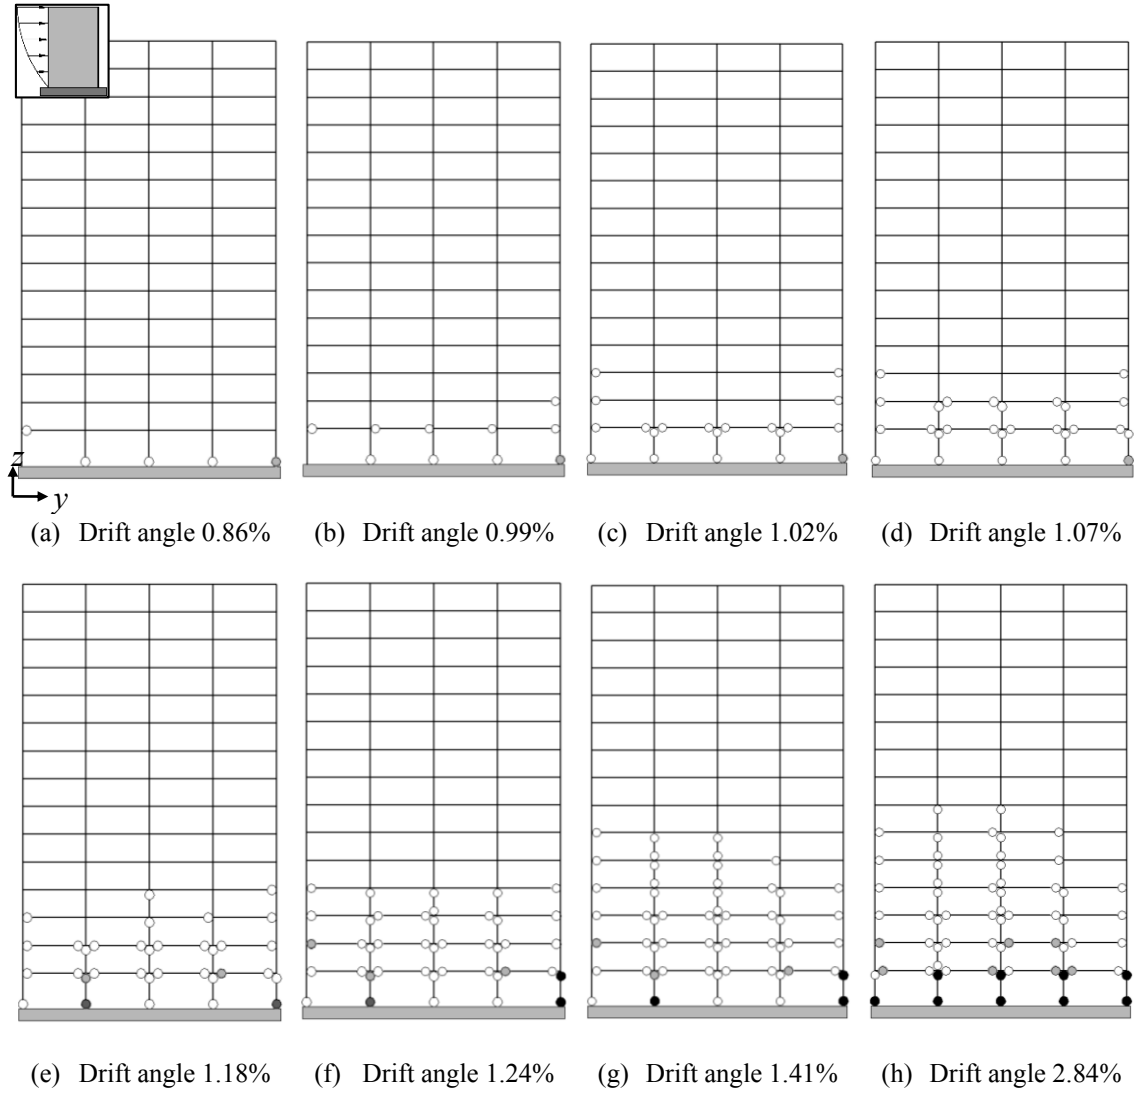 z
y
(a) Drift angle 0.86%
(b) Drift angle 0.99%
(c) Drift angle 1.02%
(d) Drift angle 1.07%
(e) Drift angle 1.18%
(f) Drift angle 1.24%
(g) Drift angle 1.41%
(h) Drift angle 2.84%